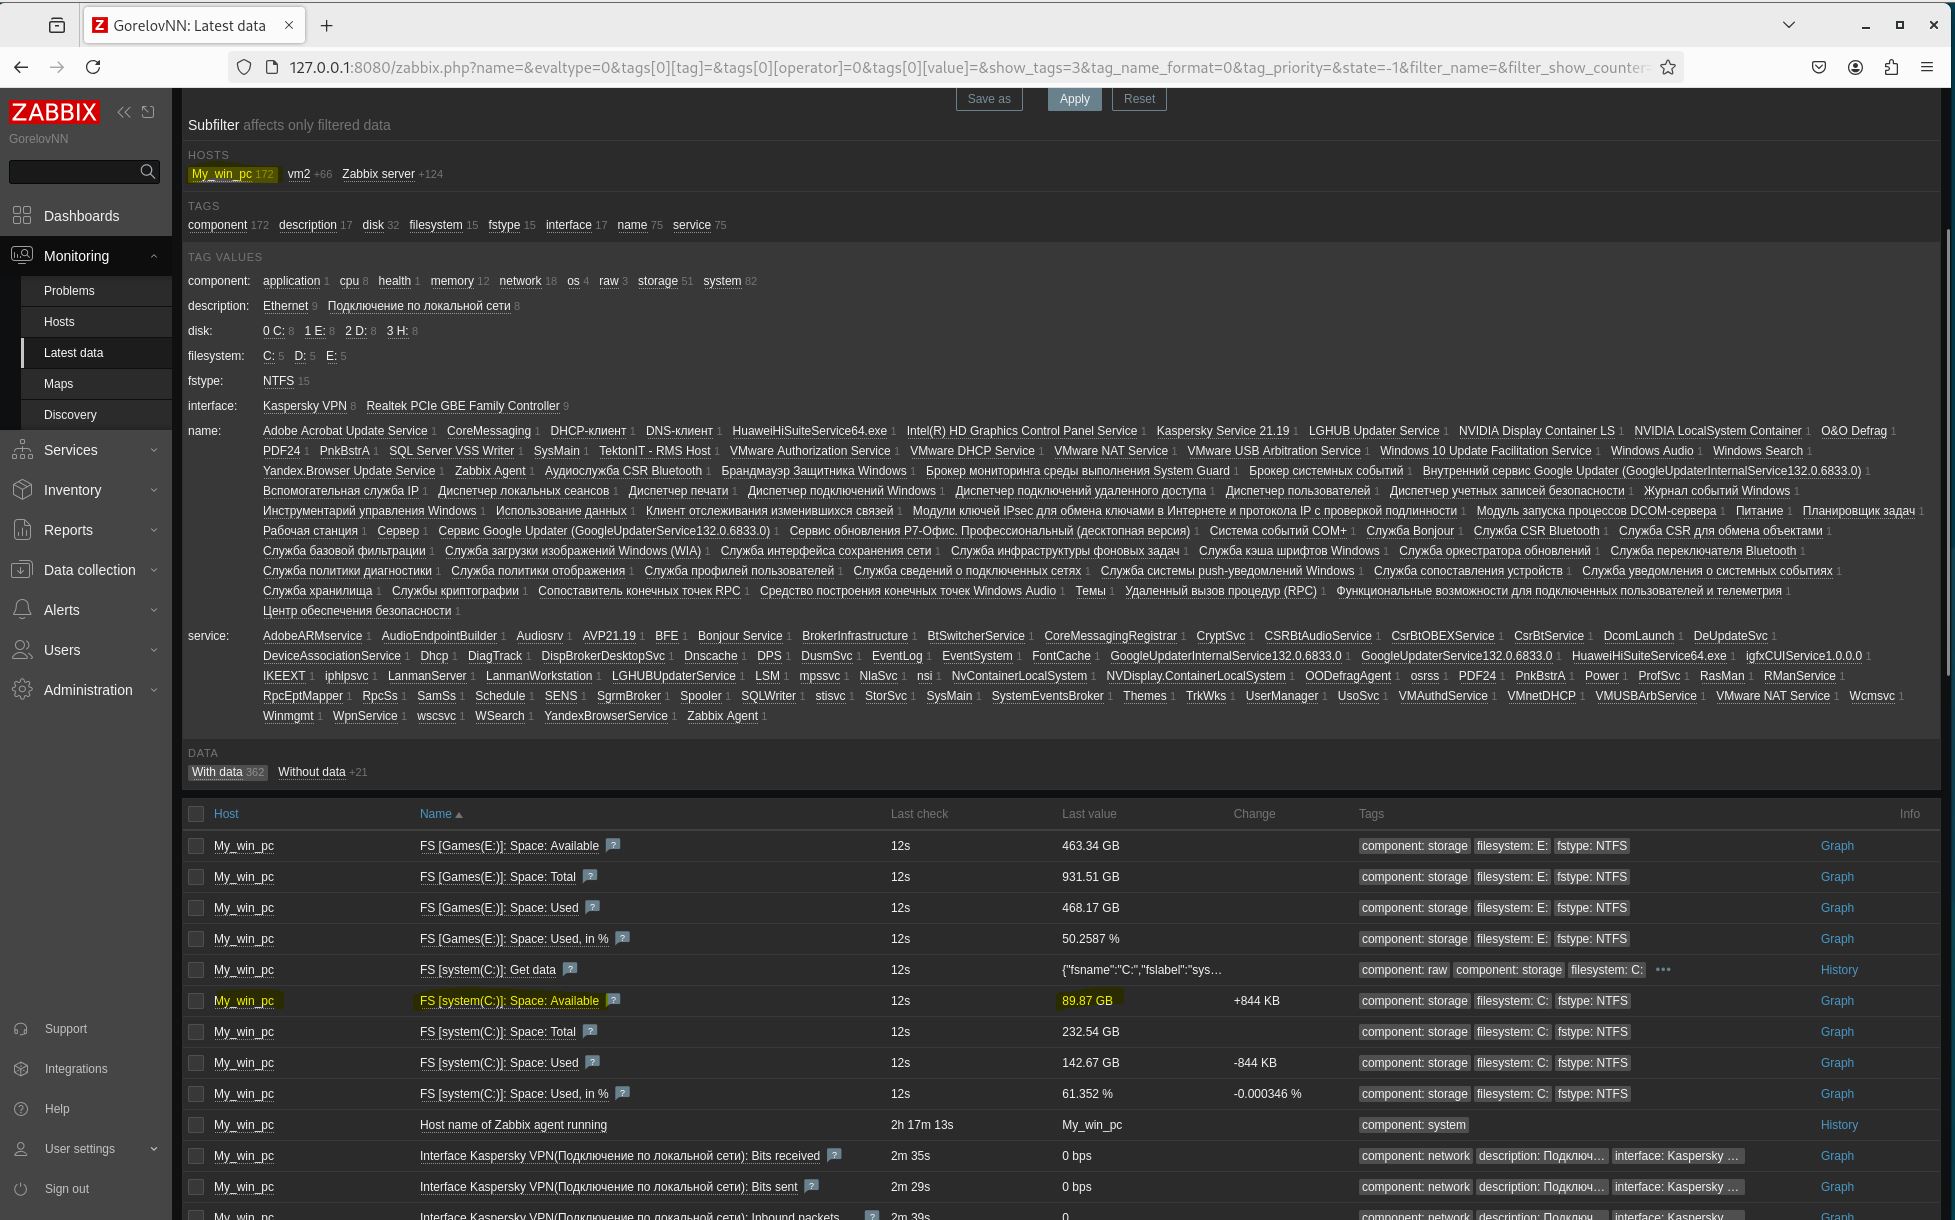 GorelovNN: Latest data
127.0.0.1:8080/zabbix.php?name=&evaltype=0&tags[0][tag]=&tags[0][operator]=0&tags[0][value]=&show_tags=3&tag_name_format=0&tag_priority=&state=-1&filter_name=&filter_show_counter=
ZABBIX
GorelovNN
Dashboards
Monitoring
Problems
Hosts
Latest data
Maps
Discovery
Services
Inventory
Reports
Data collection
Alerts
Users
Administration
Support
Integrations
Help
User settings
Sign out
Save as Apply Reset
Subfilter affects only filtered data
HOSTS
My_win_pc 172 vm2 +66 Zabbix server +124
TAGS
component 172 description 17 disk 32 filesystem 15 fstype 15 interface 17 name 75 service 75
TAG VALUES
component: application 1 cpu 8 health 1 memory 12 network 18 os 4 raw 3 storage 51 system 82
description: Ethernet 9 Подключение по локальной сети 8
disk: 0 C: 8 1 E: 8 2 D: 8 3 H: 8
filesystem: C: 5 D: 5 E: 5
fstype: NTFS 15
interface: Kaspersky VPN 8 Realtek PCIe GBE Family Controller 9
name: Adobe Acrobat Update Service 1 CoreMessaging 1 DHCP-клиент 1 DNS-клиент 1 HuaweiHiSuiteService64.exe 1 Intel(R) HD Graphics Control Panel Service 1 Kaspersky Service 21.19 1 LGHUB Updater Service 1 NVIDIA Display Container LS 1 NVIDIA LocalSystem Container 1 O&O Defrag 1
PDF24 1 PnkBstrA 1 SQL Server VSS Writer 1 SysMain 1 TektonIT - RMS Host 1 VMware Authorization Service 1 VMware DHCP Service 1 VMware NAT Service 1 VMware USB Arbitration Service 1 Windows 10 Update Facilitation Service 1 Windows Audio 1 Windows Search 1
Yandex.Browser Update Service 1 Zabbix Agent 1 Аудиослужба CSR Bluetooth 1 Брандмауэр Защитника Windows 1 Брокер мониторинга среды выполнения System Guard 1 Брокер системных событий 1 Внутренний сервис Google Updater (GoogleUpdaterInternalService132.0.6833.0) 1
Вспомогательная служба IP 1 Диспетчер локальных сеансов 1 Диспетчер печати 1 Диспетчер подключений Windows 1 Диспетчер подключений удаленного доступа 1 Диспетчер пользователей 1 Диспетчер учетных записей безопасности 1 Журнал событий Windows 1
Инструментарий управления Windows 1 Использование данных 1 Клиент отслеживания изменившихся связей 1 Модули ключей IPsec для обмена ключами в Интернете и протокола IP с проверкой подлинности 1 Модуль запуска процессов DCOM-сервера 1 Питание 1 Планировщик задач 1
Рабочая станция 1 Сервер 1 Сервис Google Updater (GoogleUpdaterService132.0.6833.0) 1 Сервис обновления Р7-Офис. Профессиональный (десктопная версия) 1 Система событий COM+ 1 Служба Bonjour 1 Служба CSR Bluetooth 1 Служба CSR для обмена объектами 1
Служба базовой фильтрации 1 Служба загрузки изображений Windows (WIA) 1 Служба интерфейса сохранения сети 1 Служба инфраструктуры фоновых задач 1 Служба кэша шрифтов Windows 1 Служба оркестратора обновлений 1 Служба переключателя Bluetooth 1
Служба политики диагностики 1 Служба политики отображения 1 Служба профилей пользователей 1 Служба сведений о подключенных сетях 1 Служба системы push-уведомлений Windows 1 Служба сопоставления устройств 1 Служба уведомления о системных событиях 1
Служба хранилища 1 Службы криптографии 1 Сопоставитель конечных точек RPC 1 Средство построения конечных точек Windows Audio 1 Темы 1 Удаленный вызов процедур (RPC) 1 Функциональные возможности для подключенных пользователей и телеметрия 1
Центр обеспечения безопасности 1
service: AdobeARMservice 1 AudioEndpointBuilder 1 Audiosrv 1 AVP21.19 1 BFE 1 Bonjour Service 1 BrokerInfrastructure 1 BtSwitcherService 1 CoreMessagingRegistrar 1 CryptSvc 1 CSRBtAudioService 1 CsrBtOBEXService 1 CsrBtService 1 DcomLaunch 1 DeUpdateSvc 1
DeviceAssociationService 1 Dhcp 1 DiagTrack 1 DispBrokerDesktopSvc 1 Dnscache 1 DPS 1 DusmSvc 1 EventLog 1 EventSystem 1 FontCache 1 GoogleUpdaterInternalService132.0.6833.0 1 GoogleUpdaterService132.0.6833.0 1 HuaweiHiSuiteService64.exe 1 igfxCUIService1.0.0.0 1
IKEEXT 1 iphlpsvc 1 LanmanServer 1 LanmanWorkstation 1 LGHUBUpdaterService 1 LSM 1 mpssvc 1 NlaSvc 1 nsi 1 NvContainerLocalSystem 1 NVDisplay.ContainerLocalSystem 1 OODefragAgent 1 osrss 1 PDF24 1 PnkBstrA 1 Power 1 ProfSvc 1 RasMan 1 RManService 1
RpcEptMapper 1 RpcSs 1 SamSs 1 Schedule 1 SENS 1 SgrmBroker 1 Spooler 1 SQLWriter 1 stisvc 1 StorSvc 1 SysMain 1 SystemEventsBroker 1 Themes 1 TrkWks 1 UserManager 1 UsoSvc 1 VMAuthdService 1 VMnetDHCP 1 VMUSBArbService 1 VMware NAT Service 1 Wcmsvc 1
Winmgmt 1 WpnService 1 wscsvc 1 WSearch 1 YandexBrowserService 1 Zabbix Agent 1
DATA
With data 362 Without data +21
Host Name Last check Last value Change Tags Info
My_win_pc FS [Games(E:)]: Space: Available ? 12s 463.34 GB component: storage filesystem: E: fstype: NTFS Graph
My_win_pc FS [Games(E:)]: Space: Total ? 12s 931.51 GB component: storage filesystem: E: fstype: NTFS Graph
My_win_pc FS [Games(E:)]: Space: Used ? 12s 468.17 GB component: storage filesystem: E: fstype: NTFS Graph
My_win_pc FS [Games(E:)]: Space: Used, in % ? 12s 50.2587 % component: storage filesystem: E: fstype: NTFS Graph
My_win_pc FS [system(C:)]: Get data ? 12s {"fsname":"C:","fslabel":"sys... component: raw component: storage filesystem: C: ••• History
My_win_pc FS [system(C:)]: Space: Available ? 12s 89.87 GB +844 KB component: storage filesystem: C: fstype: NTFS Graph
My_win_pc FS [system(C:)]: Space: Total ? 12s 232.54 GB component: storage filesystem: C: fstype: NTFS Graph
My_win_pc FS [system(C:)]: Space: Used ? 12s 142.67 GB -844 KB component: storage filesystem: C: fstype: NTFS Graph
My_win_pc FS [system(C:)]: Space: Used, in % ? 12s 61.352 % -0.000346 % component: storage filesystem: C: fstype: NTFS Graph
My_win_pc Host name of Zabbix agent running 2h 17m 13s My_win_pc component: system History
My_win_pc Interface Kaspersky VPN(Подключение по локальной сети): Bits received ? 2m 35s 0 bps component: network description: Подключ... interface: Kaspersky ... Graph
My_win_pc Interface Kaspersky VPN(Подключение по локальной сети): Bits sent ? 2m 29s 0 bps component: network description: Подключ... interface: Kaspersky ... Graph
My_win_pc Interface Kaspersky VPN(Подключение по локальной сети): Inbound packets ? 2m 39s 0 component: network description: Подключ... interface: Kaspersky ... Graph